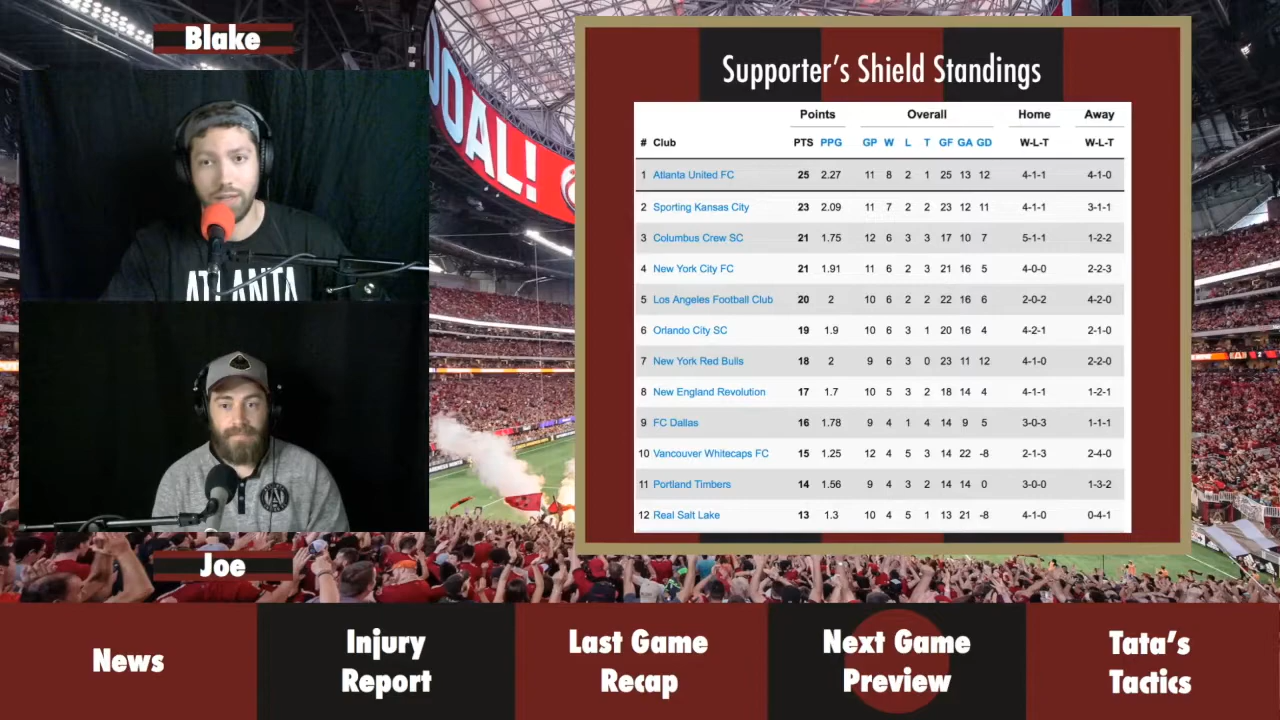 Blake
OAL!
ATLANTA
Joe
Supporter's Shield Standings
Points Overall Home Away
# Club PTS PPG GP W L T GF GA GD W-L-T W-L-T
1 Atlanta United FC 25 2.27 11 8 2 1 25 13 12 4-1-1 4-1-0
2 Sporting Kansas City 23 2.09 11 7 2 2 23 12 11 4-1-1 3-1-1
3 Columbus Crew SC 21 1.75 12 6 3 3 17 10 7 5-1-1 1-2-2
4 New York City FC 21 1.91 11 6 2 3 21 16 5 4-0-0 2-2-3
5 Los Angeles Football Club 20 2 10 6 2 2 22 16 6 2-0-2 4-2-0
6 Orlando City SC 19 1.9 10 6 3 1 20 16 4 4-2-1 2-1-0
7 New York Red Bulls 18 2 9 6 3 0 23 11 12 4-1-0 2-2-0
8 New England Revolution 17 1.7 10 5 3 2 18 14 4 4-1-1 1-2-1
9 FC Dallas 16 1.78 9 4 1 4 14 9 5 3-0-3 1-1-1
10 Vancouver Whitecaps FC 15 1.25 12 4 5 3 14 22 -8 2-1-3 2-4-0
11 Portland Timbers 14 1.56 9 4 3 2 14 14 0 3-0-0 1-3-2
12 Real Salt Lake 13 1.3 10 4 5 1 13 21 -8 4-1-0 0-4-1
News
Injury
Report
Last Game
Recap
Next Game
Preview
Tata's
Tactics